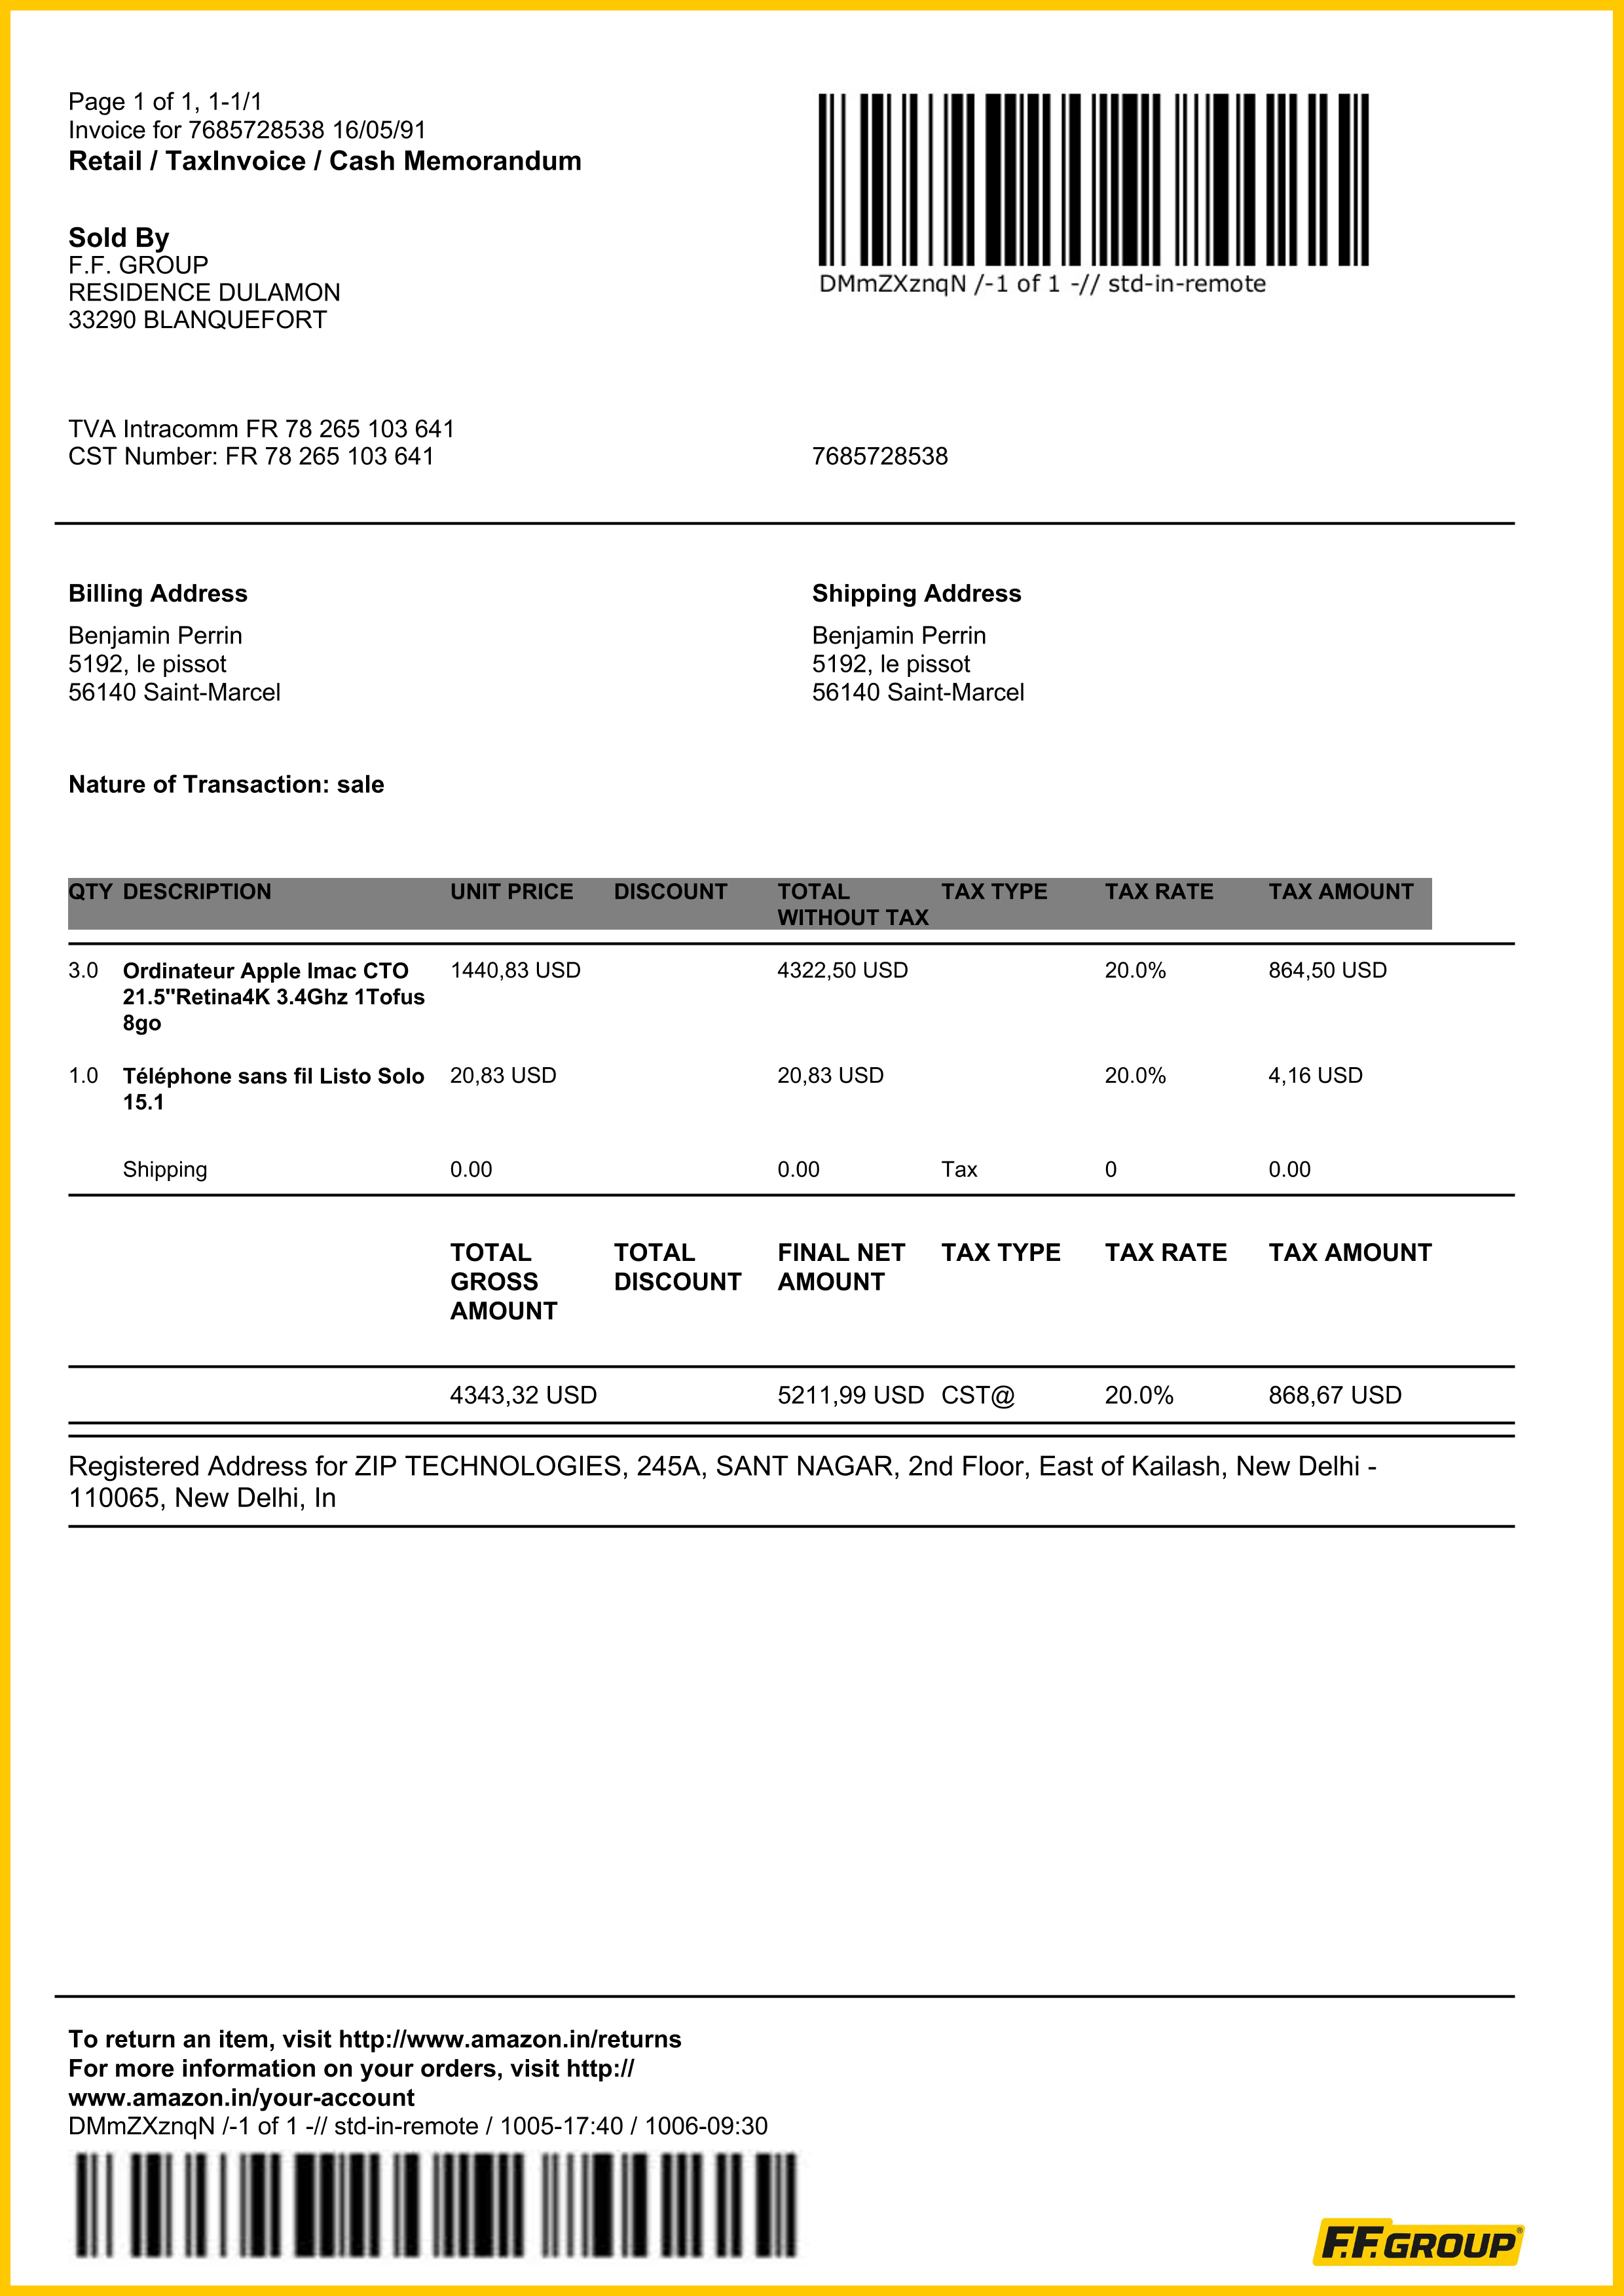 Page 1 of 1, 1-1/1
Invoice for 7685728538 16/05/91
Retail / TaxInvoice / Cash Memorandum
DMmZXznqN /-1 of 1 -// std-in-remote
Sold By
F.F. GROUP
RESIDENCE DULAMON
33290 BLANQUEFORT
TVA Intracomm FR 78 265 103 641
CST Number: FR 78 265 103 641
7685728538
Billing Address
Benjamin Perrin
5192, le pissot
56140 Saint-Marcel
Shipping Address
Benjamin Perrin
5192, le pissot
56140 Saint-Marcel
Nature of Transaction: sale
QTY DESCRIPTION UNIT PRICE DISCOUNT TOTAL TAX TYPE TAX RATE TAX AMOUNT
WITHOUT TAX
3.0 Ordinateur Apple Imac CTO 1440,83 USD 4322,50 USD 20.0% 864,50 USD
21.5"Retina4K 3.4Ghz 1Tofus
8go
1.0 Téléphone sans fil Listo Solo 20,83 USD 20,83 USD 20.0% 4,16 USD
15.1
Shipping 0.00 0.00 Tax 0 0.00
TOTAL TOTAL FINAL NET TAX TYPE TAX RATE TAX AMOUNT
GROSS DISCOUNT AMOUNT
AMOUNT
4343,32 USD 5211,99 USD CST@ 20.0% 868,67 USD
Registered Address for ZIP TECHNOLOGIES, 245A, SANT NAGAR, 2nd Floor, East of Kailash, New Delhi -
110065, New Delhi, In
To return an item, visit http://www.amazon.in/returns
For more information on your orders, visit http://
www.amazon.in/your-account
DMmZXznqN /-1 of 1 -// std-in-remote / 1005-17:40 / 1006-09:30
F.F. GROUP®